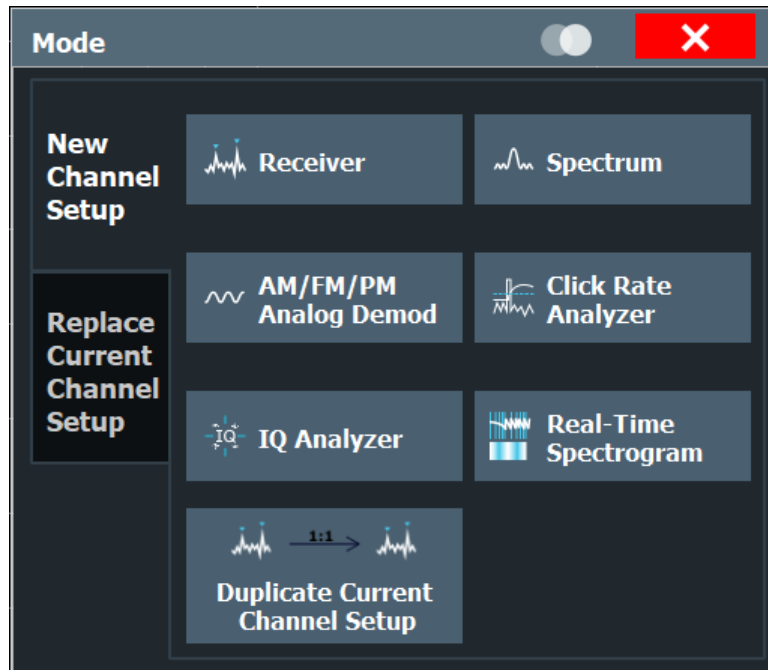 Mode
New
Channel
Setup
Replace
Current
Channel
Setup
Receiver
Spectrum
AM/FM/PM
Analog Demod
Click Rate
Analyzer
IQ
IQ Analyzer
Real-Time
Spectrogram
1:1
Duplicate Current
Channel Setup